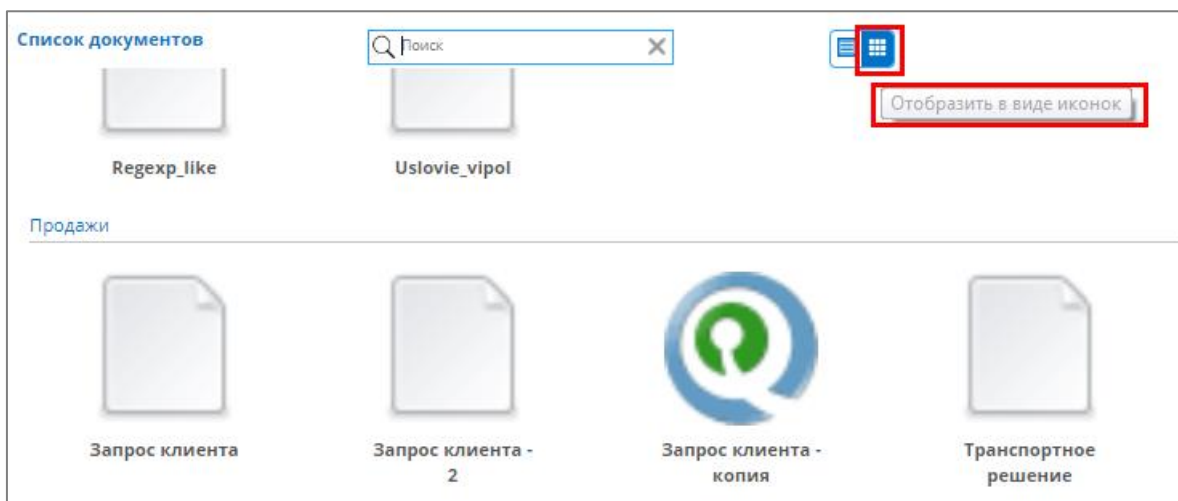 Список документов
Поиск
Отобразить в виде иконок
Regexp_like
Uslovie_vipol
Продажи
Запрос клиента
Запрос клиента -
2
Запрос клиента -
копия
Транспортное
решение